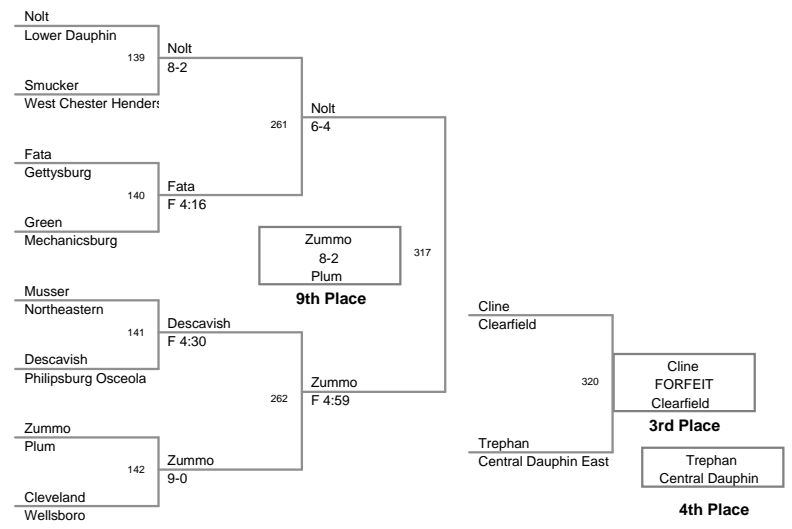 Nolt
Lower Dauphin
139
Smucker
West Chester Henders
Nolt
8-2
Fata
Gettysburg
140
Green
Mechanicsburg
Fata
F 4:16
261
Nolt
6-4
Musser
Northeastern
141
Descavish
Philipsburg Osceola
Descavish
F 4:30
Zummo
Plum
142
Cleveland
Wellsboro
Zummo
9-0
262
Zummo
F 4:59
317
Zummo
8-2
Plum
9th Place
Cline
Clearfield
320
Trephan
Central Dauphin East
Cline
FORFEIT
Clearfield
3rd Place
Trephan
Central Dauphin
4th Place